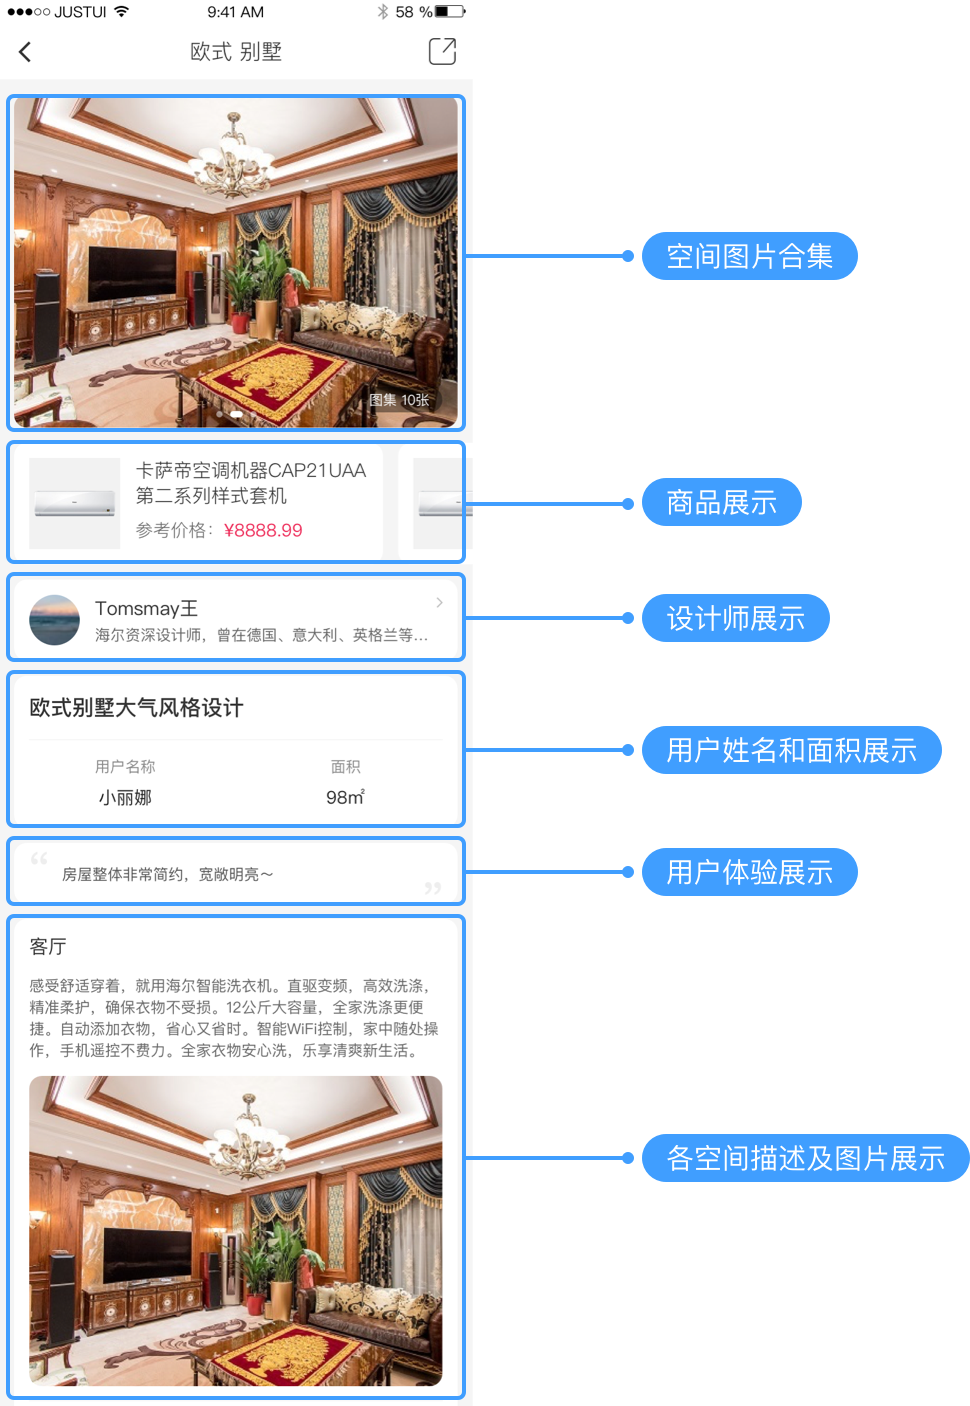 JUSTUI 9:41 AM 58 %
欧式 别墅
图集 10张
空间图片合集
卡萨帝空调机器CAP21UAA
第二系列样式套机
参考价格：¥8888.99
商品展示
Tomsmay王
海尔资深设计师，曾在德国、意大利、英格兰等...
设计师展示
欧式别墅大气风格设计
用户名称 面积
小丽娜 98㎡
用户姓名和面积展示
“
房屋整体非常简约，宽敞明亮～
”
用户体验展示
客厅
感受舒适穿着，就用海尔智能洗衣机。直驱变频，高效洗涤，
精准柔护，确保衣物不受损。12公斤大容量，全家洗涤更便
捷。自动添加衣物，省心又省时。智能WiFi控制，家中随处操
作，手机遥控不费力。全家衣物安心洗，乐享清爽新生活。
各空间描述及图片展示